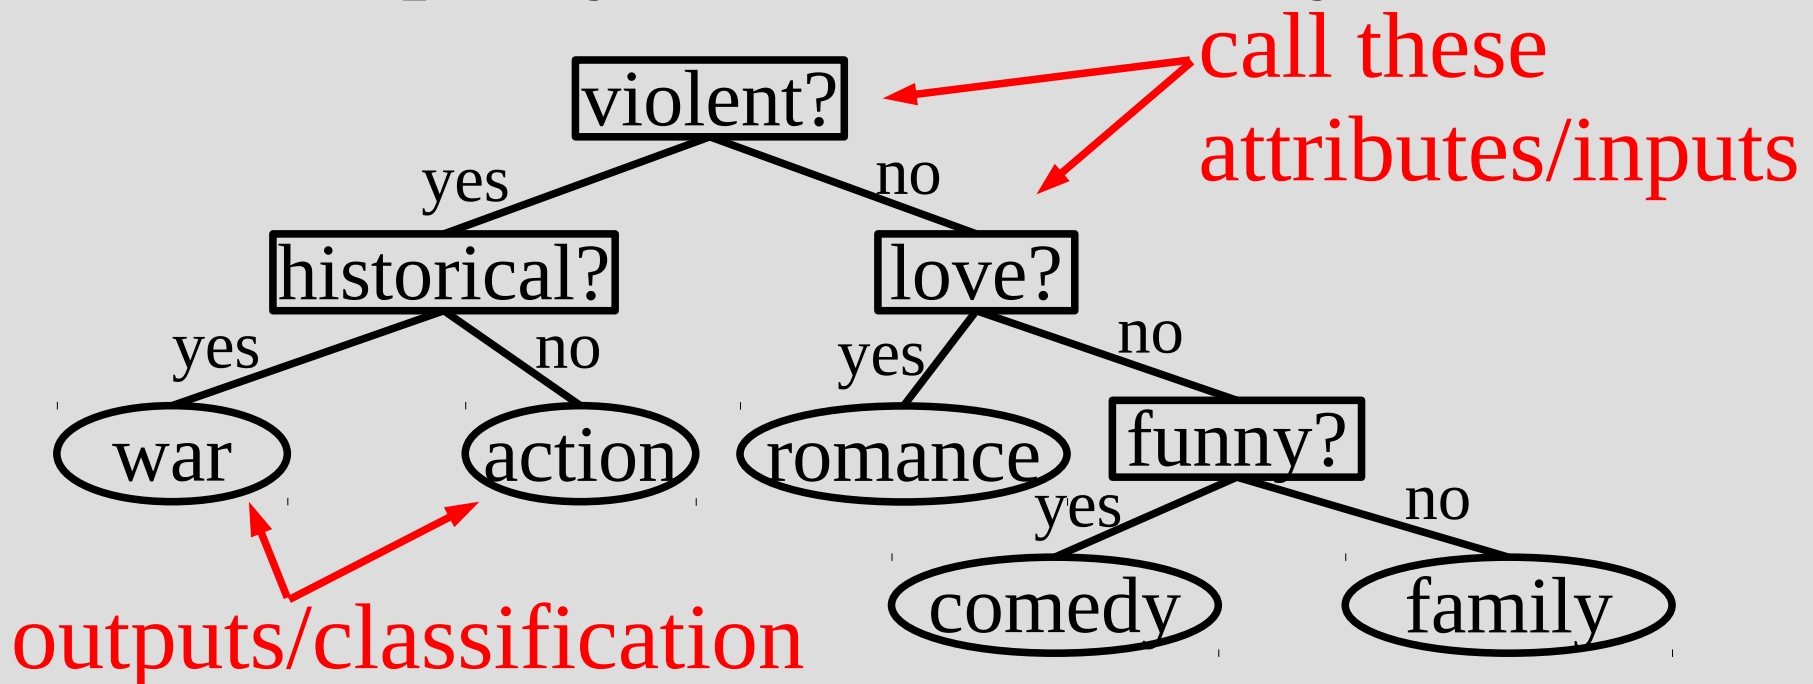 call these
violent?
attributes/inputs
yes
no
historical?
love?
yes
no
yes
no
war
action
romance
funny?
yes
no
comedy
family
outputs/classification